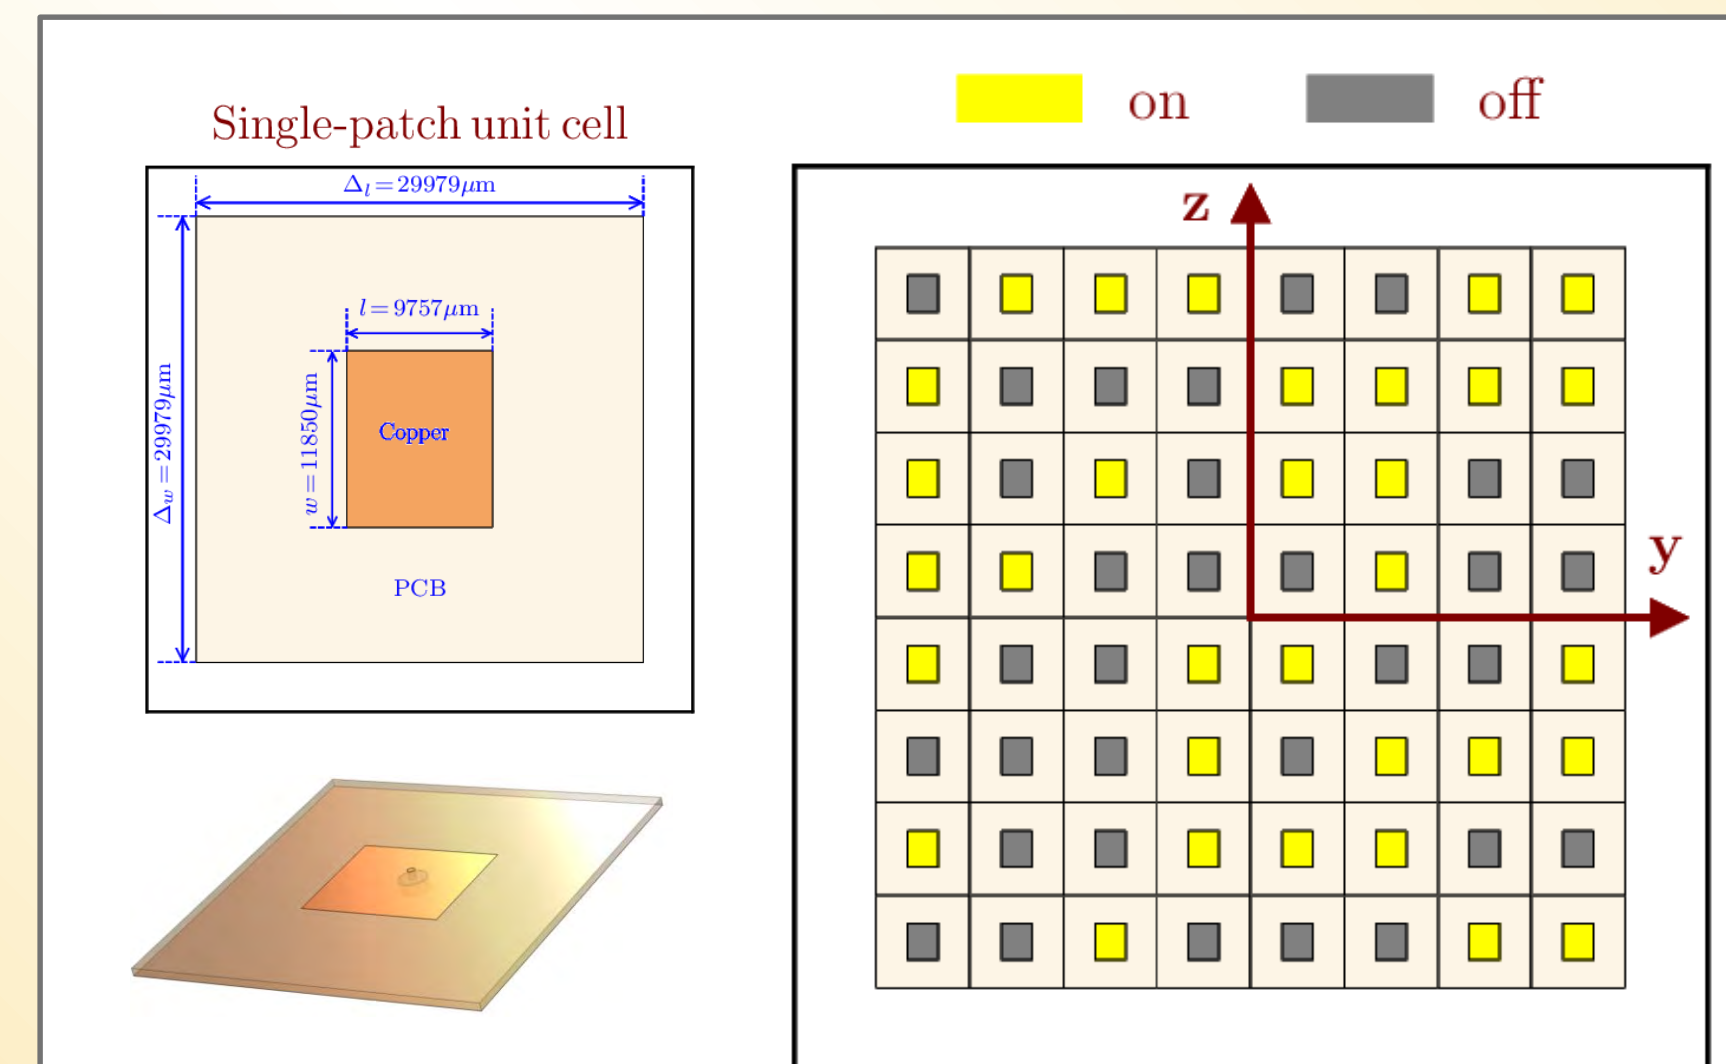 Single-patch unit cell
Δ_l = 29979μm
Δ_w = 29979μm
l = 9757μm
w = 11850μm
Copper
PCB
on
off
z
y